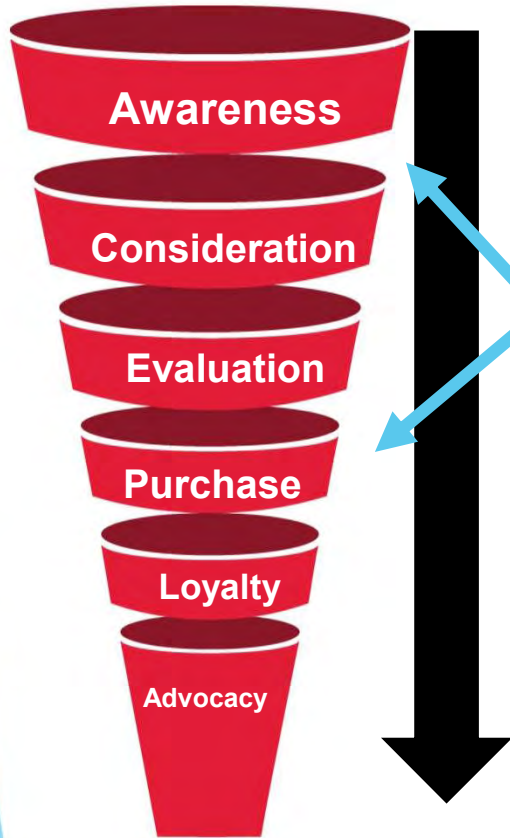 Awareness
Consideration
Evaluation
Purchase
Loyalty
Advocacy